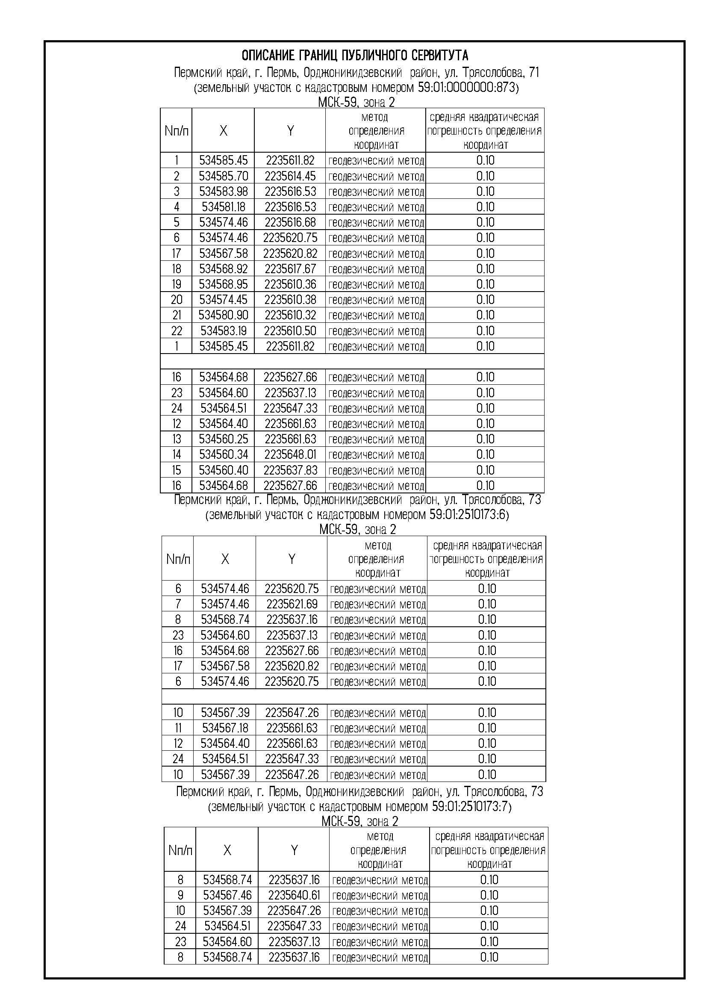 ОПИСАНИЕ ГРАНИЦ ПУБЛИЧНОГО СЕРВИТУТА
Пермский край, г. Пермь, Орджоникидзевский район, ул. Трясолобова, 71
(земельный участок с кадастровым номером 59:01:0000000:873)
МСК-59, зона 2
Nп/п X Y метод определения координат средняя квадратическая погрешность определения координат
1 534585.45 2235611.82 геодезический метод 0.10
2 534585.70 2235614.45 геодезический метод 0.10
3 534583.98 2235616.53 геодезический метод 0.10
4 534581.18 2235616.53 геодезический метод 0.10
5 534574.46 2235616.68 геодезический метод 0.10
6 534574.46 2235620.75 геодезический метод 0.10
17 534567.58 2235620.82 геодезический метод 0.10
18 534568.92 2235617.67 геодезический метод 0.10
19 534568.95 2235610.36 геодезический метод 0.10
20 534574.45 2235610.38 геодезический метод 0.10
21 534580.90 2235610.32 геодезический метод 0.10
22 534583.19 2235610.50 геодезический метод 0.10
1 534585.45 2235611.82 геодезический метод 0.10
16 534564.68 2235627.66 геодезический метод 0.10
23 534564.60 2235637.13 геодезический метод 0.10
24 534564.51 2235647.33 геодезический метод 0.10
12 534564.40 2235661.63 геодезический метод 0.10
13 534560.25 2235661.63 геодезический метод 0.10
14 534560.34 2235648.01 геодезический метод 0.10
15 534560.40 2235637.83 геодезический метод 0.10
16 534564.68 2235627.66 геодезический метод 0.10
Пермский край, г. Пермь, Орджоникидзевский район, ул. Трясолобова, 73
(земельный участок с кадастровым номером 59:01:2510173:6)
МСК-59, зона 2
Nп/п X Y метод определения координат средняя квадратическая погрешность определения координат
6 534574.46 2235620.75 геодезический метод 0.10
7 534574.46 2235621.69 геодезический метод 0.10
8 534568.74 2235637.16 геодезический метод 0.10
23 534564.60 2235637.13 геодезический метод 0.10
16 534564.68 2235627.66 геодезический метод 0.10
17 534567.58 2235620.82 геодезический метод 0.10
6 534574.46 2235620.75 геодезический метод 0.10
10 534567.39 2235647.26 геодезический метод 0.10
11 534567.18 2235661.63 геодезический метод 0.10
12 534564.40 2235661.63 геодезический метод 0.10
24 534564.51 2235647.33 геодезический метод 0.10
10 534567.39 2235647.26 геодезический метод 0.10
Пермский край, г. Пермь, Орджоникидзевский район, ул. Трясолобова, 73
(земельный участок с кадастровым номером 59:01:2510173:7)
МСК-59, зона 2
Nп/п X Y метод определения координат средняя квадратическая погрешность определения координат
8 534568.74 2235637.16 геодезический метод 0.10
9 534567.46 2235640.61 геодезический метод 0.10
10 534567.39 2235647.26 геодезический метод 0.10
24 534564.51 2235647.33 геодезический метод 0.10
23 534564.60 2235637.13 геодезический метод 0.10
8 534568.74 2235637.16 геодезический метод 0.10